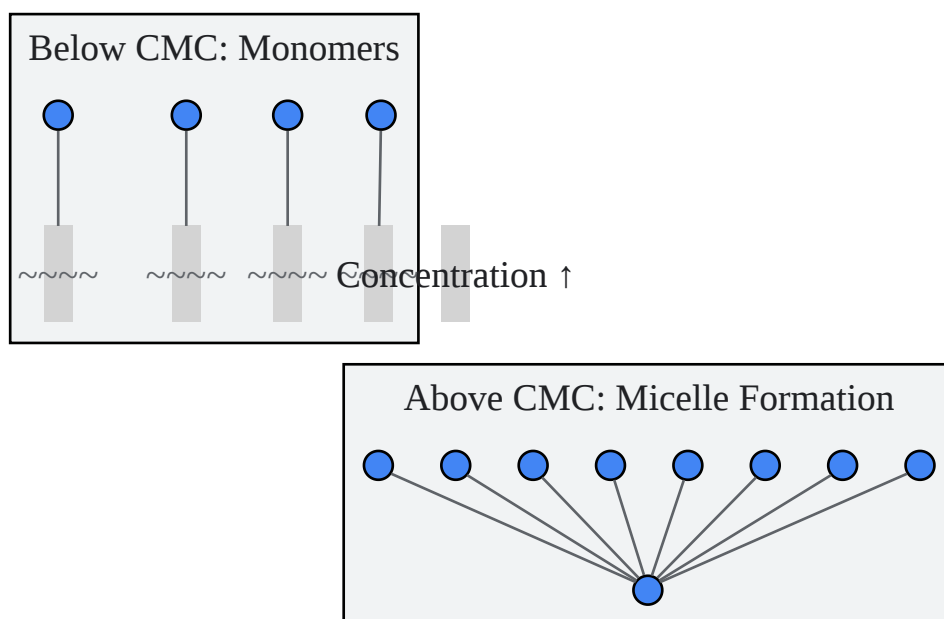 Below CMC: Monomers
~~~~ ~~~~ ~~~~ ~~~~
Concentration ↑
Above CMC: Micelle Formation